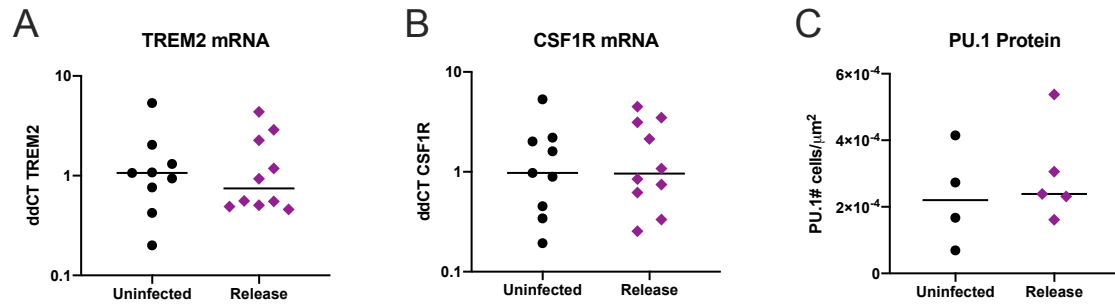 A
TREM2 mRNA
ddCT TREM2
10
1
0.1
Uninfected
Release
B
CSF1R mRNA
ddCT CSF1R
10
1
0.1
Uninfected
Release
C
PU.1 Protein
PU.1# cells/μm²
6×10⁻⁴
4×10⁻⁴
2×10⁻⁴
0
Uninfected
Release